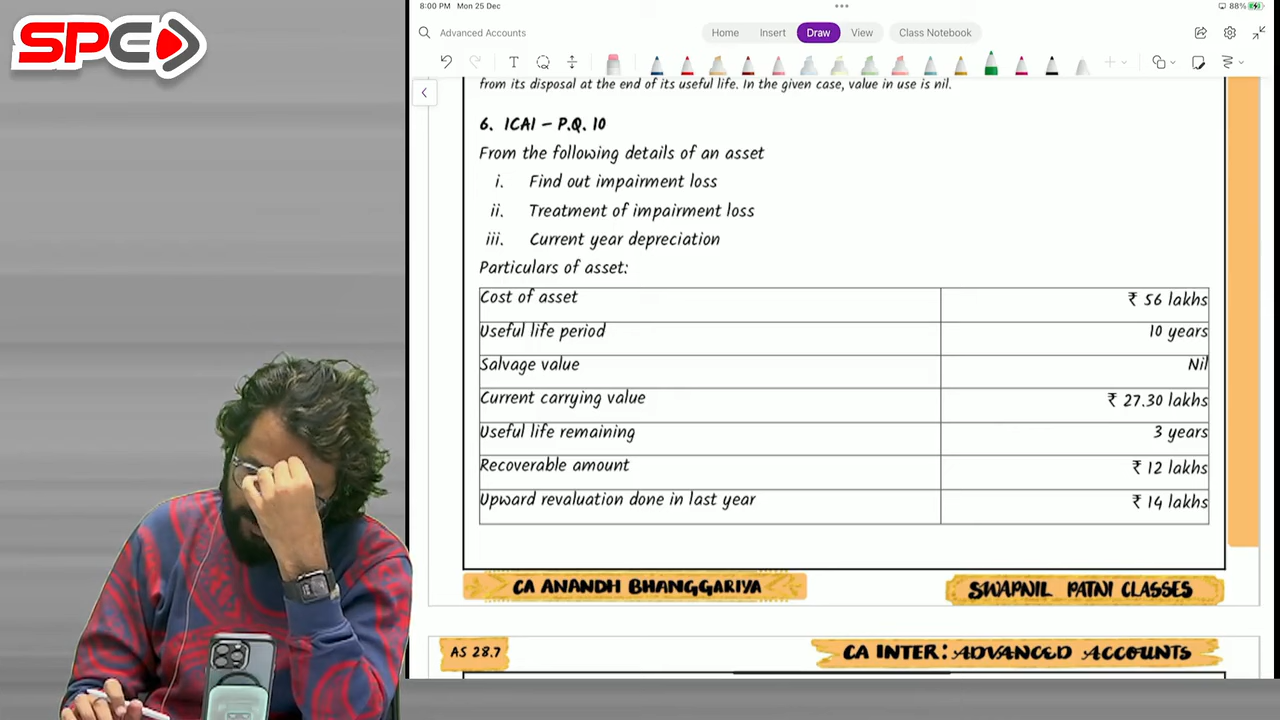 SPC
8:00 PM Mon 25 Dec
88%
Advanced Accounts
Home Insert Draw View Class Notebook
from its disposal at the end of its useful life. In the given case, value in use is nil.
6. ICAI – P.Q. 10
From the following details of an asset
i. Find out impairment loss
ii. Treatment of impairment loss
iii. Current year depreciation
Particulars of asset:
Cost of asset ₹ 56 lakhs
Useful life period 10 years
Salvage value Nil
Current carrying value ₹ 27.30 lakhs
Useful life remaining 3 years
Recoverable amount ₹ 12 lakhs
Upward revaluation done in last year ₹ 14 lakhs
CA ANANDH BHANGGARIYA SWAPNIL PATNI CLASSES
AS 28.7 CA INTER: ADVANCED ACCOUNTS